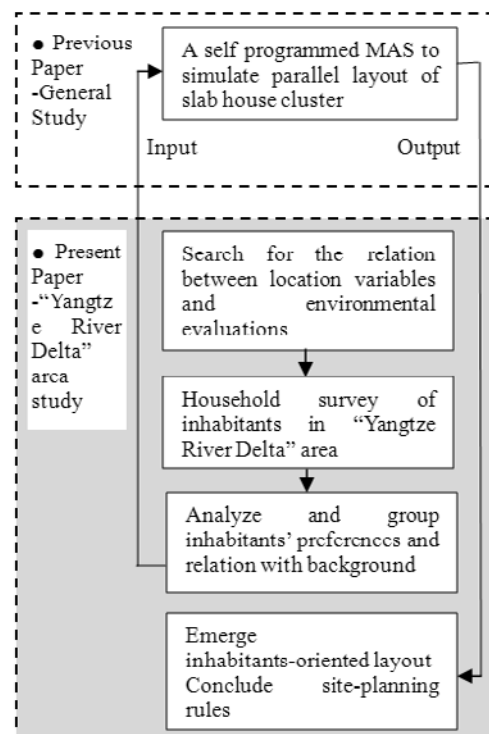 ● Previous
Paper
-General
Study
A self programmed MAS to
simulate parallel layout of
slab house cluster
Input
Output
● Present
Paper
-“Yangtz
e River
Delta”
area
study
Search for the relation
between location variables
and environmental
evaluations
Household survey of
inhabitants in “Yangtze
River Delta” area
Analyze and group
inhabitants’ preferences and
relation with background
Emerge
inhabitants-oriented layout
Conclude site-planning
rules